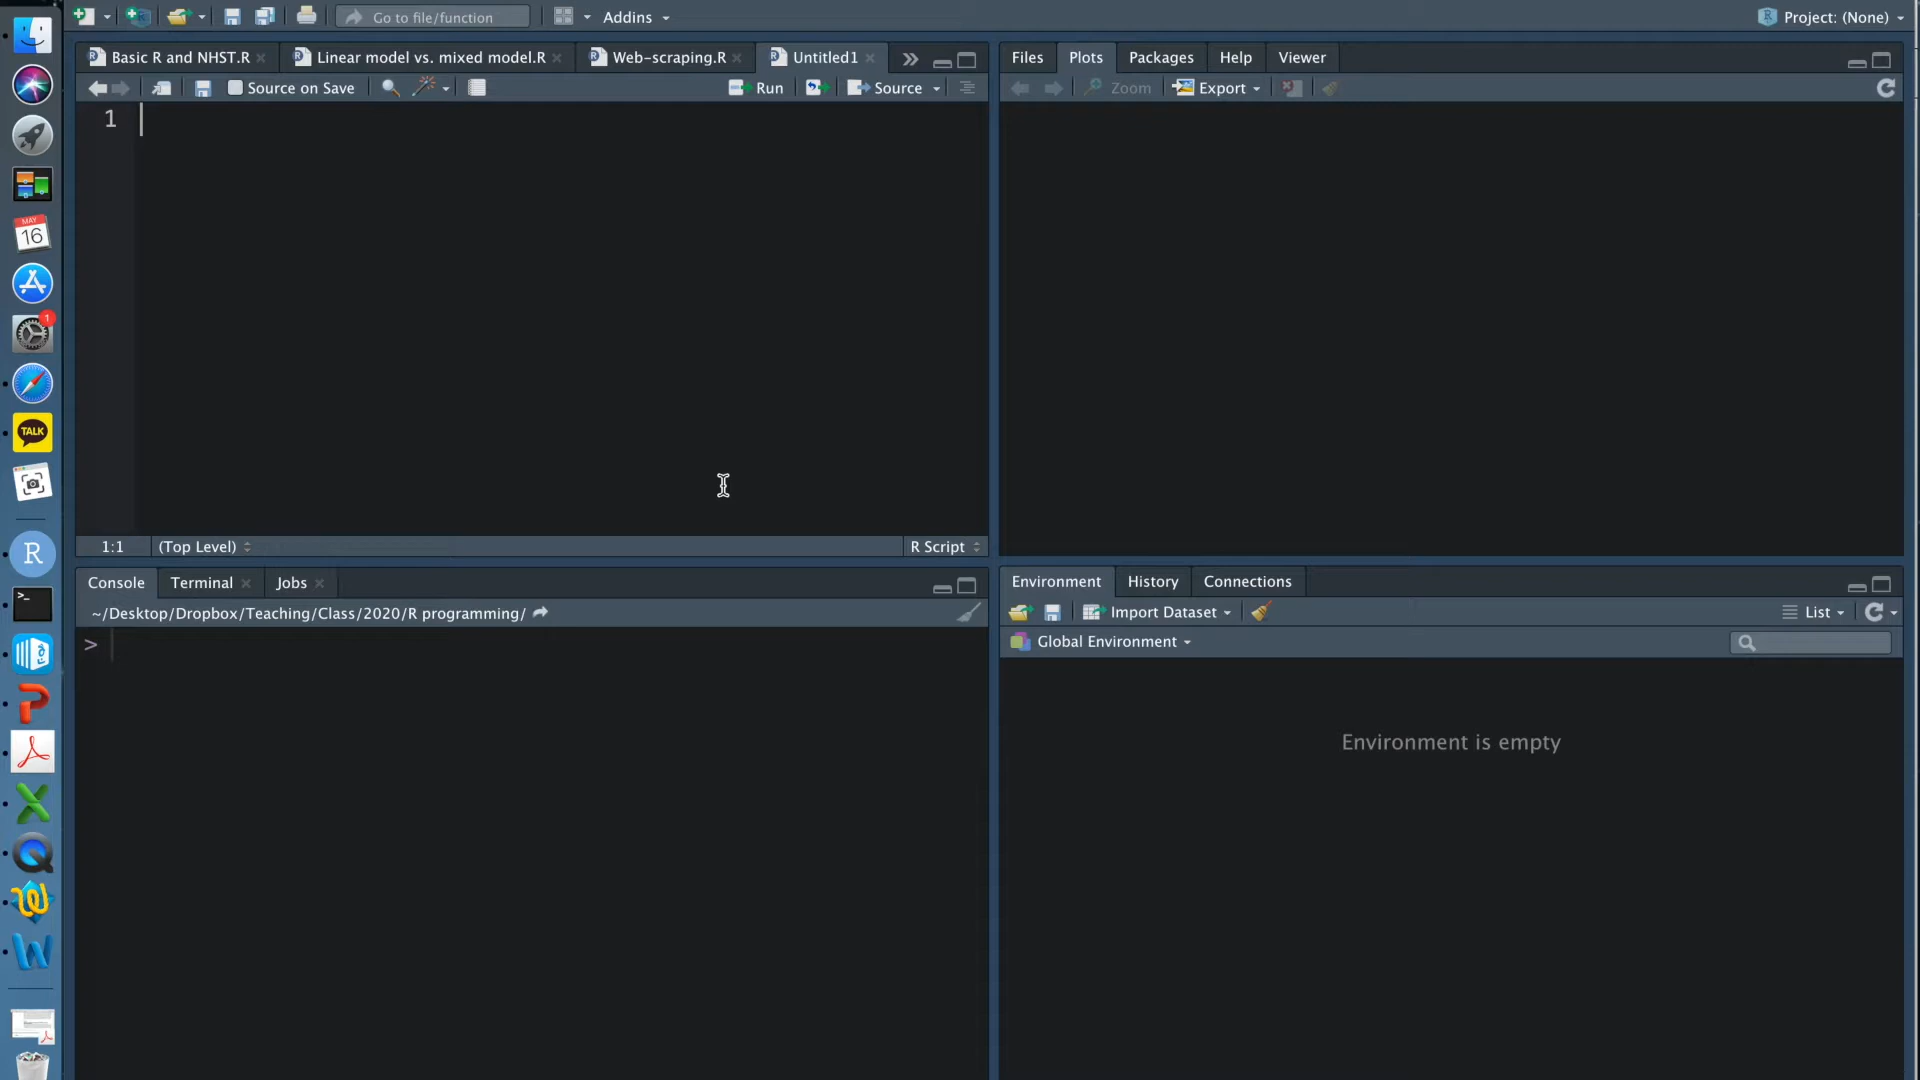 Go to file/function
Addins
Project: (None)
Basic R and NHST.R
Linear model vs. mixed model.R
Web-scraping.R
Untitled1
Source on Save
Run
Source
1
1:1
(Top Level)
R Script
Files
Plots
Packages
Help
Viewer
Zoom
Export
Console
Terminal
Jobs
~/Desktop/Dropbox/Teaching/Class/2020/R programming/
>
Environment
History
Connections
Import Dataset
List
Global Environment
Environment is empty
MAY
16
1
TALK
R
>_